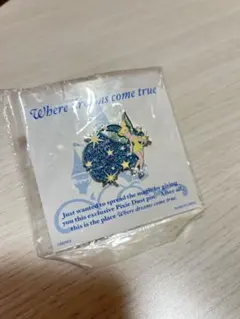 Where dreams come true
Just wanted to spread the magic by giving
you this exclusive Pixie Dust pin. After all,
this is the place Where dreams come true.